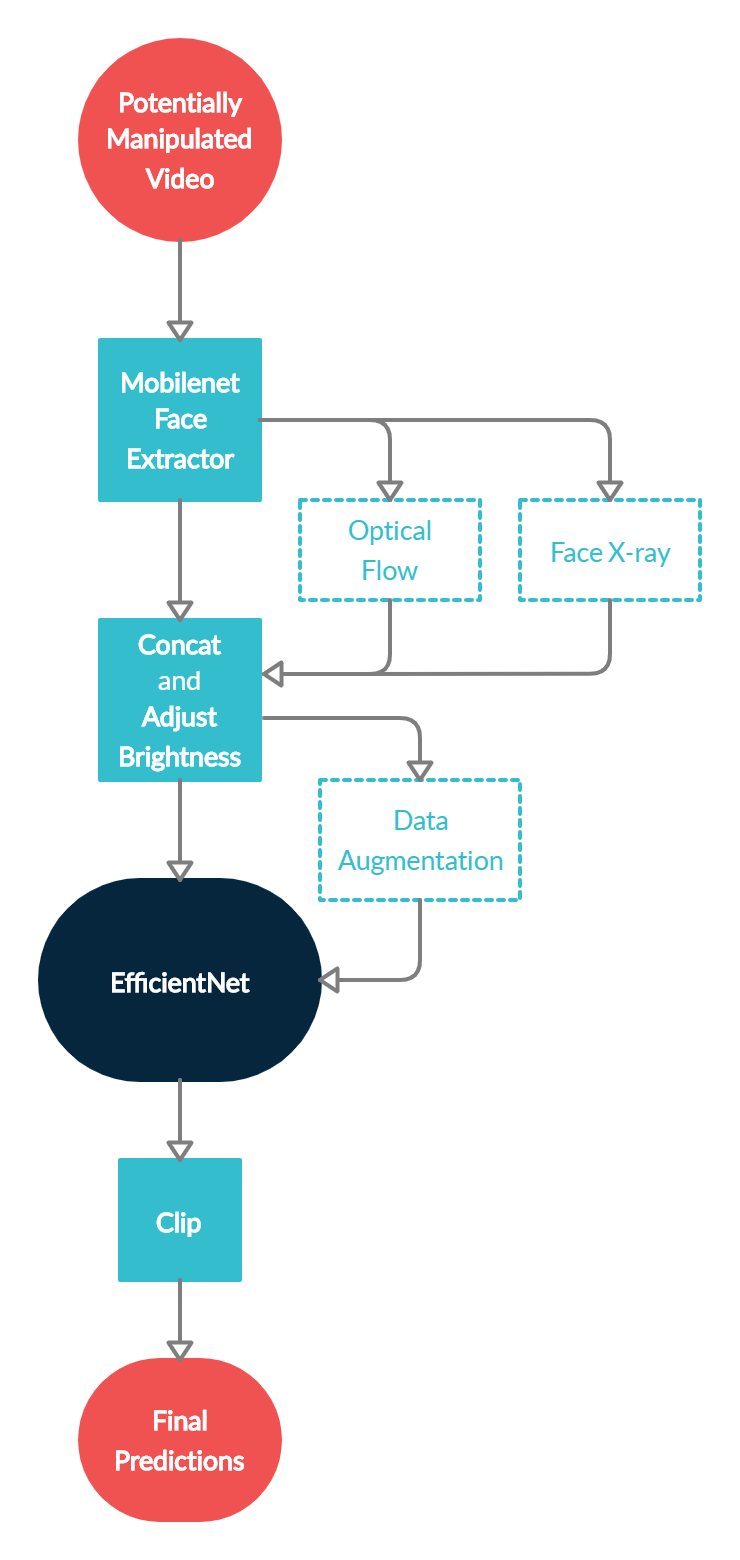 Potentially
Manipulated
Video
Mobilenet
Face
Extractor
Optical
Flow
Face X-ray
Concat
and
Adjust
Brightness
Data
Augmentation
EfficientNet
Clip
Final
Predictions